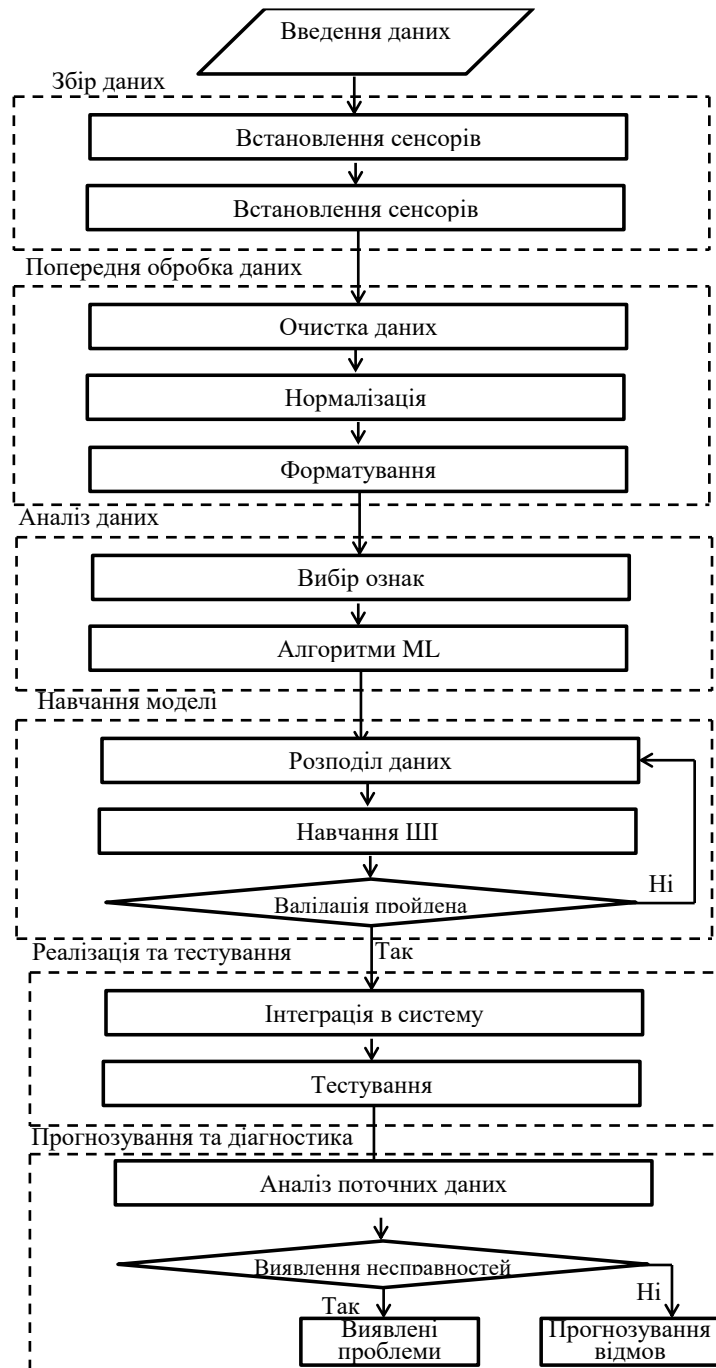 Введення даних
Збір даних
Встановлення сенсорів
Встановлення сенсорів
Попередня обробка даних
Очистка даних
Нормалізація
Форматування
Аналіз даних
Вибір ознак
Алгоритми ML
Навчання моделі
Розподіл даних
Навчання ШІ
Валідація пройдена
Ні
Так
Реалізація та тестування
Інтеграція в систему
Тестування
Прогнозування та діагностика
Аналіз поточних даних
Виявлення несправностей
Так
Ні
Виявлені
проблеми
Прогнозування
відмов